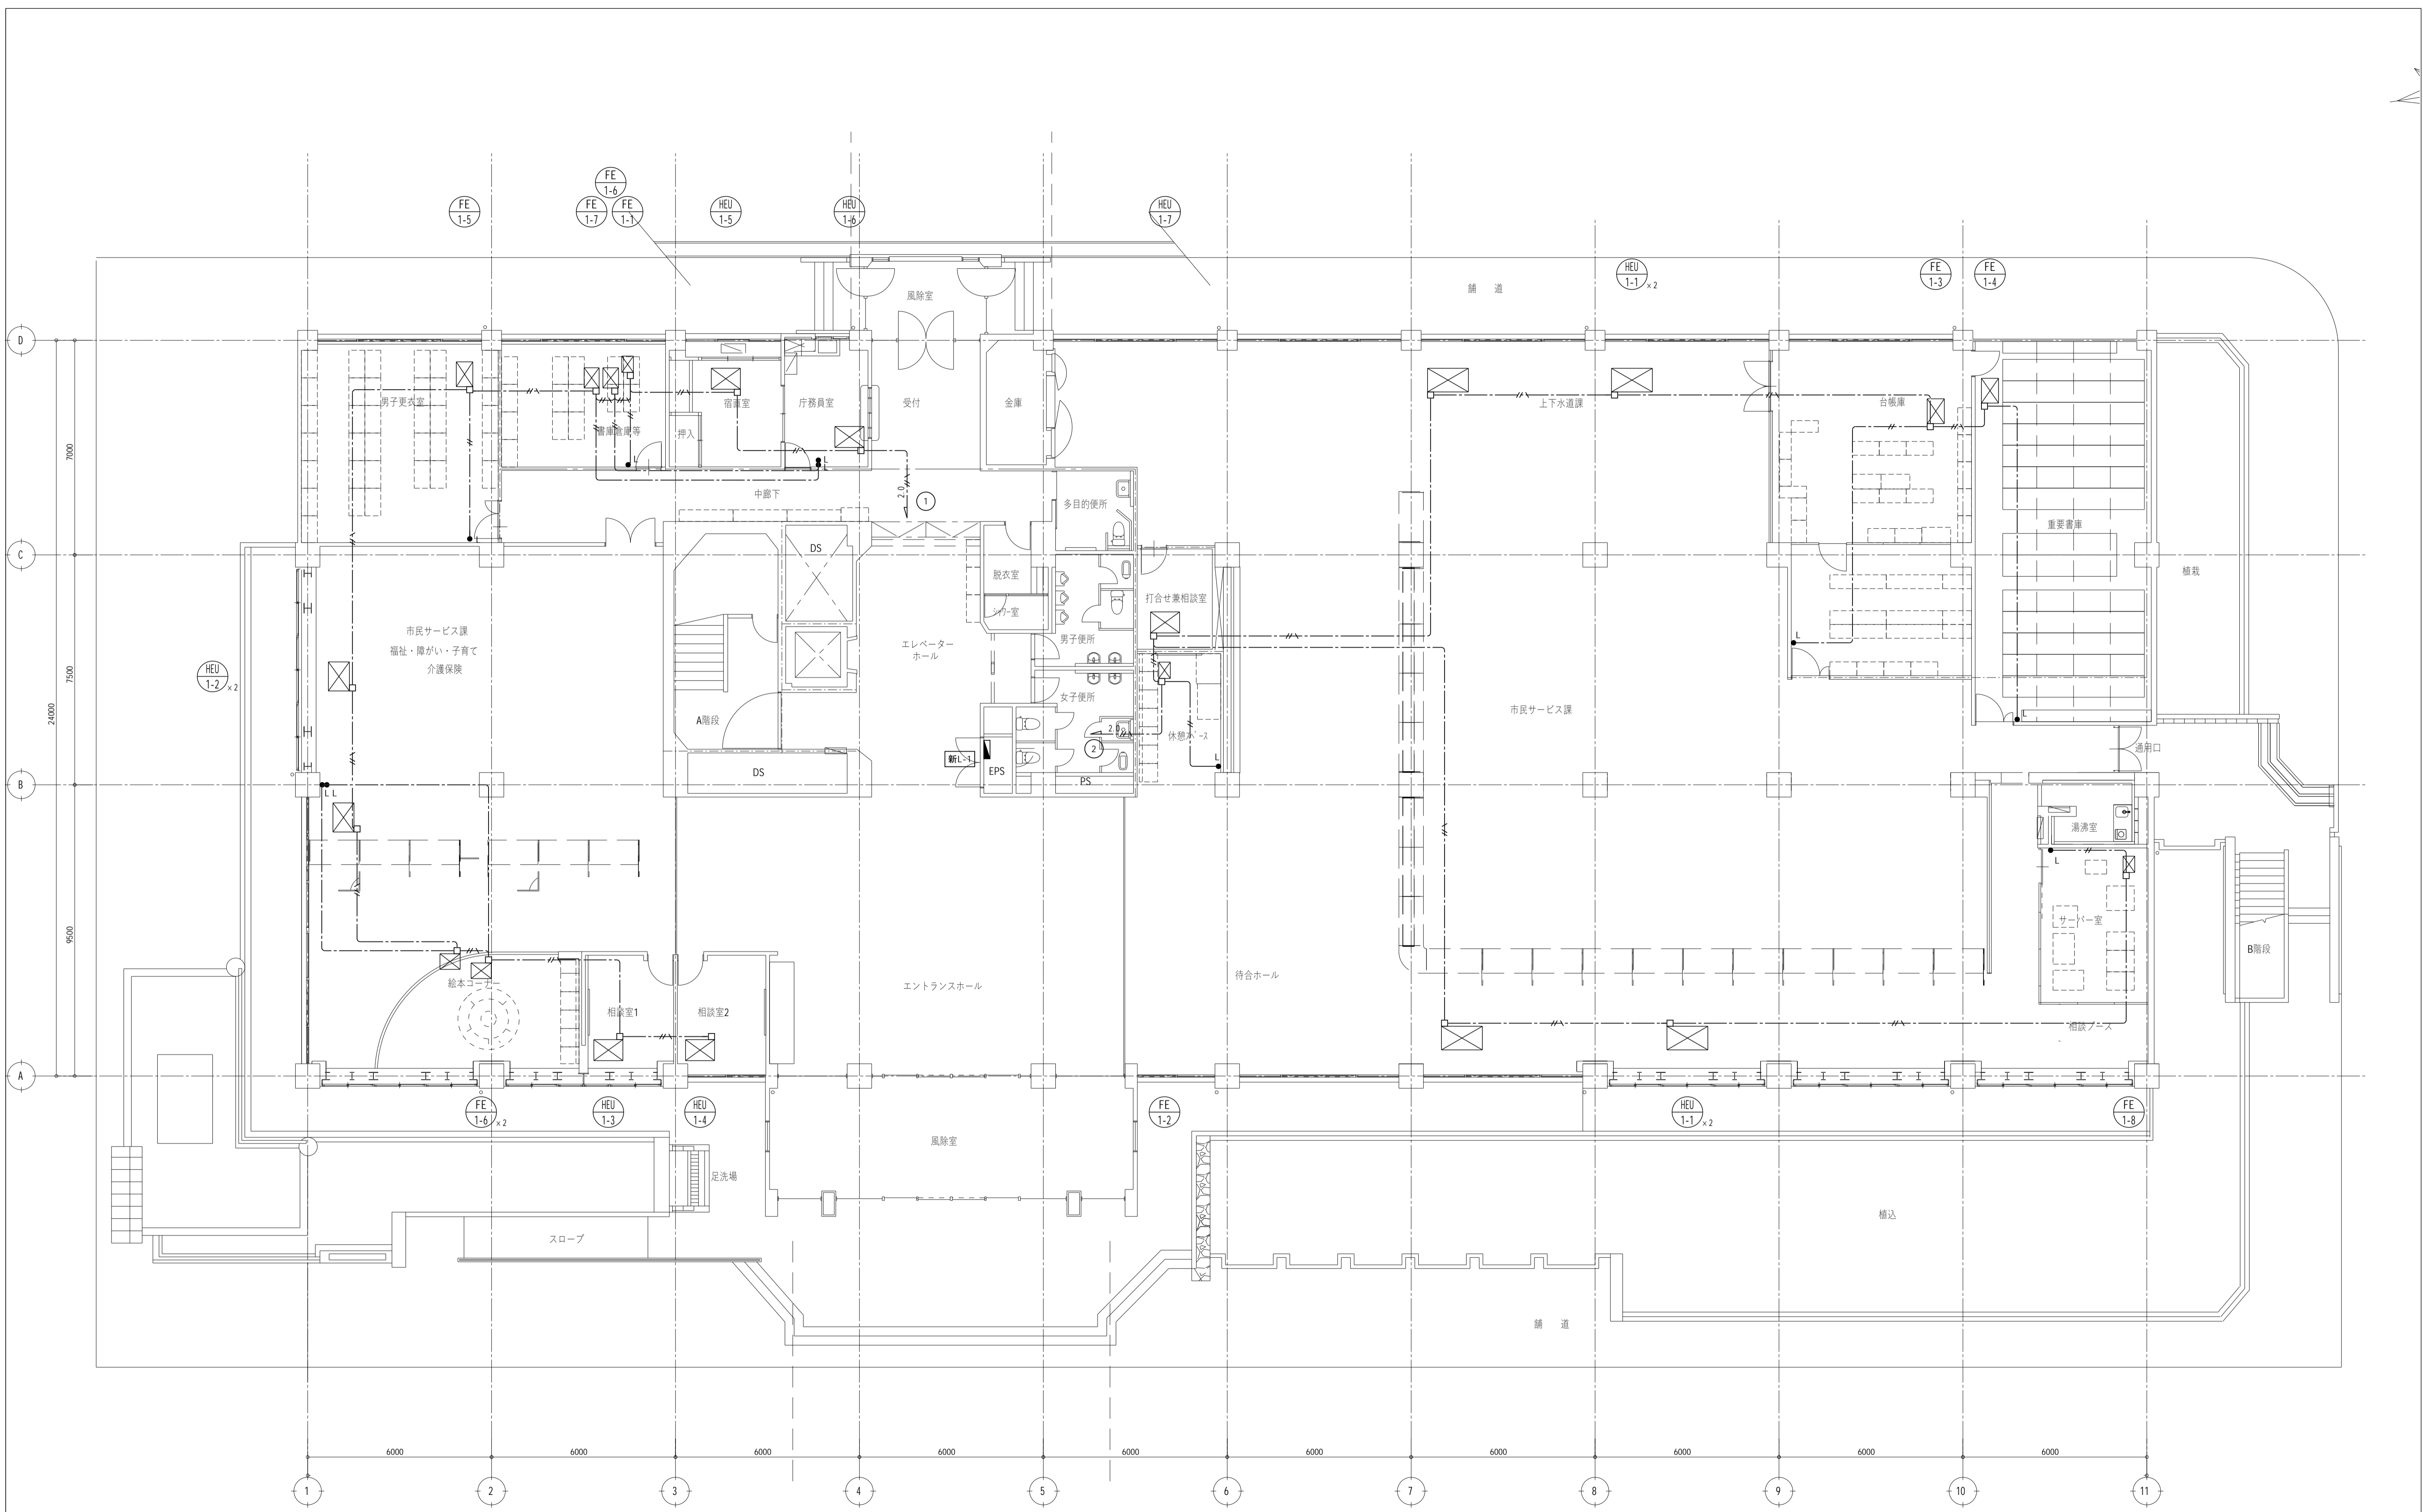 FE
1-6
FE
1-5
FE
1-7
FE
1-1
HEU
1-5
HEU
1-6
HEU
1-7
HEU
1-1
×2
FE
1-3
FE
1-4
風除室
舗 道
D
男子更衣室
書庫倉庫等
押入
宿直室
庁務員室
受付
金庫
上下水道課
台帳庫
L
L
L
7000
2.0
1
中廊下
多目的便所
重要書庫
C
L
DS
脱衣室
シャワー室
打合せ兼相談室
植栽
市民サービス課
福祉・障がい・子育て
介護保険
エレベーター
ホール
男子便所
L
HEU
1-2
×2
7500
24000
女子便所
A階段
市民サービス課
L
2.0
2
休憩スペース
通用口
新L-1
EPS
DS
PS
L
B
L L
湯沸室
L
9500
サーバー室
B階段
絵本コーナー
相談室1
相談室2
エントランスホール
待合ホール
相談ブース
A
FE
1-6
×2
HEU
1-3
HEU
1-4
FE
1-2
HEU
1-1
×2
FE
1-8
風除室
足洗場
スロープ
植込
舗 道
6000
6000
6000
6000
6000
6000
6000
6000
6000
6000
1
2
3
4
5
6
7
8
9
10
11